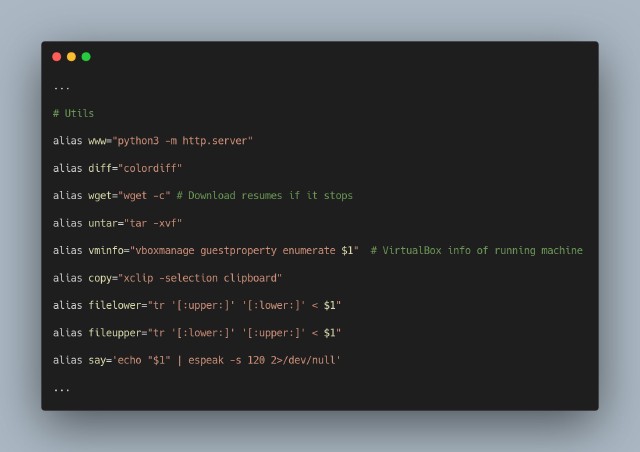 ...
# Utils
alias www="python3 -m http.server"
alias diff="colordiff"
alias wget="wget -c" # Download resumes if it stops
alias untar="tar -xvf"
alias vminfo="vboxmanage guestproperty enumerate $1"  # VirtualBox info of running machine
alias copy="xclip -selection clipboard"
alias filelower="tr '[:upper:]' '[:lower:]' < $1"
alias fileupper="tr '[:lower:]' '[:upper:]' < $1"
alias say='echo "$1" | espeak -s 120 2>/dev/null'
...